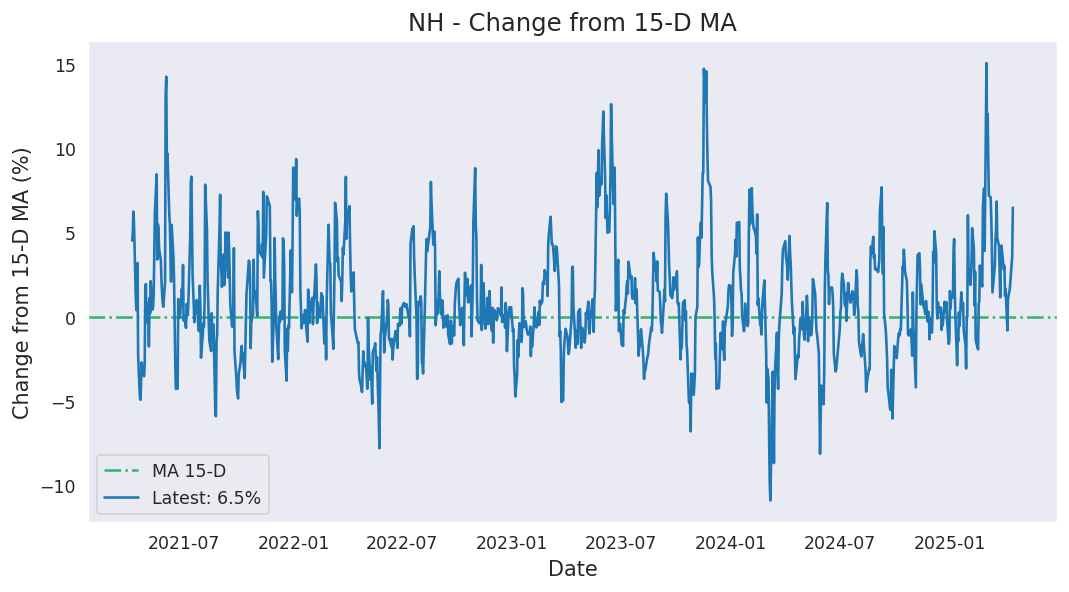 NH - Change from 15-D MA
Change from 15-D MA (%)
15
10
5
0
−5
−10
MA 15-D
Latest: 6.5%
2021-07 2022-01 2022-07 2023-01 2023-07 2024-01 2024-07 2025-01
Date